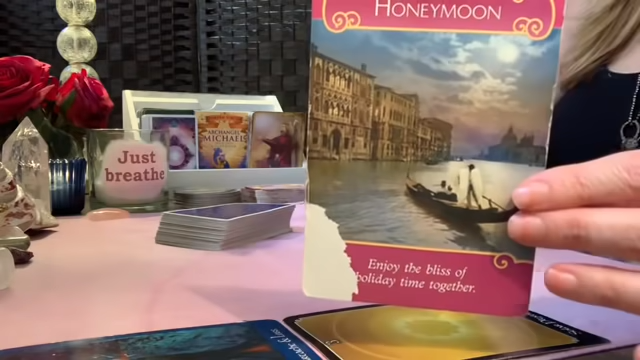 HONEYMOON
Enjoy the bliss of
holiday time together.
Just
breathe
ARCHANGEL
MICHAEL